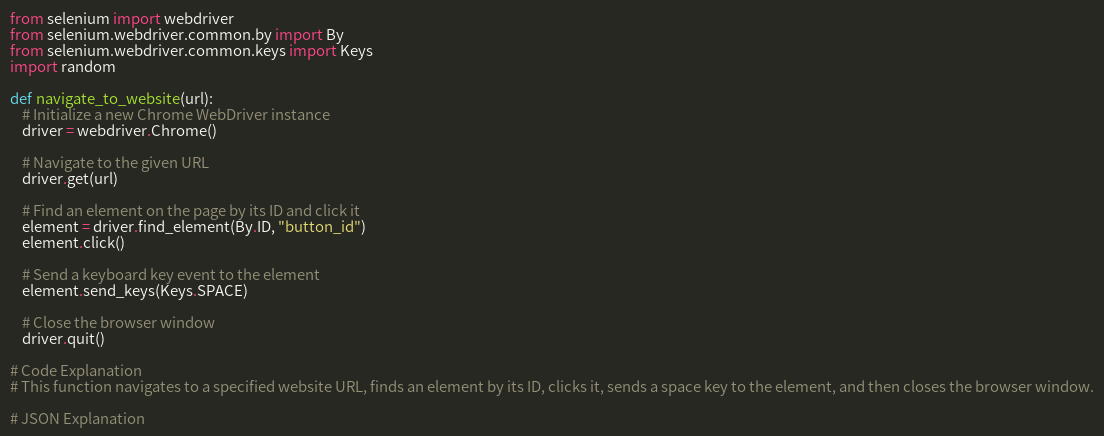 from selenium import webdriver
from selenium.webdriver.common.by import By
from selenium.webdriver.common.keys import Keys
import random

def navigate_to_website(url):
    # Initialize a new Chrome WebDriver instance
    driver = webdriver.Chrome()

    # Navigate to the given URL
    driver.get(url)

    # Find an element on the page by its ID and click it
    element = driver.find_element(By.ID, "button_id")
    element.click()

    # Send a keyboard key event to the element
    element.send_keys(Keys.SPACE)

    # Close the browser window
    driver.quit()

# Code Explanation
# This function navigates to a specified website URL, finds an element by its ID, clicks it, sends a space key to the element, and then closes the browser window.

# JSON Explanation